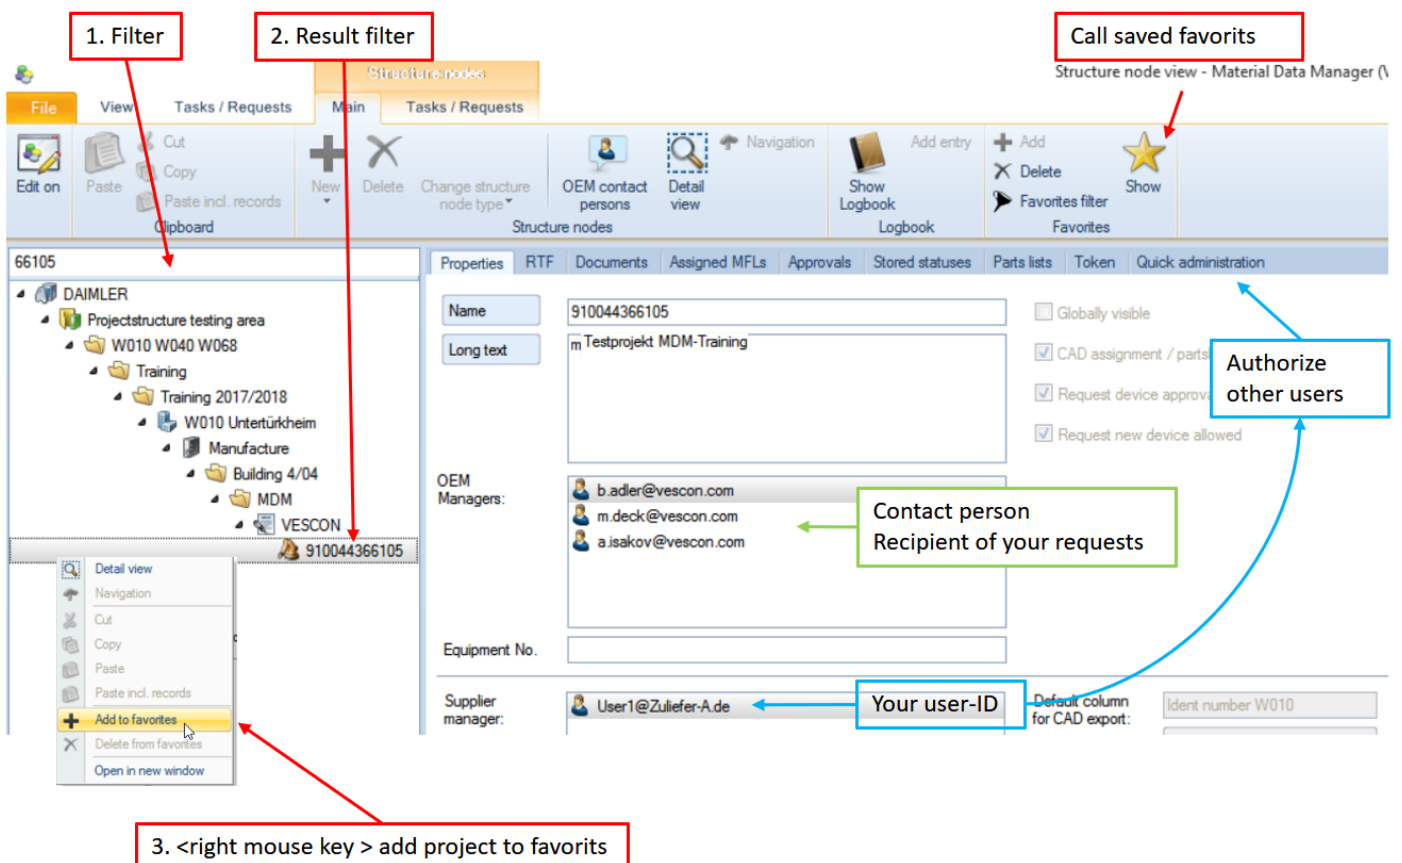 1. Filter
2. Result filter
Call saved favorits
Structure nodes
Structure node view - Material Data Manager (V
File
View
Tasks / Requests
Main
Tasks / Requests
Edit on
Paste
Cut
Copy
Paste incl. records
Clipboard
New
Delete
Change structure
node type
OEM contact
persons
Detail
view
Navigation
Structure nodes
Show
Logbook
Add entry
Logbook
Add
Delete
Favorites filter
Show
Favorites
66105
DAIMLER
Projectstructure testing area
W010 W040 W068
Training
Training 2017/2018
W010 Untertürkheim
Manufacture
Building 4/04
MDM
VESCON
910044366105
Detail view
Navigation
Cut
Copy
Paste
Paste incl. records
Add to favorites
Delete from favorites
Open in new window
3. <right mouse key > add project to favorits
Properties
RTF
Documents
Assigned MFLs
Approvals
Stored statuses
Parts lists
Token
Quick administration
Name
910044366105
Long text
m Testprojekt MDM-Training
Globally visible
CAD assignment / parts
Request device approva
Request new device allowed
Authorize
other users
OEM
Managers:
b.adler@vescon.com
m.deck@vescon.com
a.isakov@vescon.com
Contact person
Recipient of your requests
Equipment No.
Supplier
manager:
User1@Zuliefer-A.de
Your user-ID
Default column
for CAD export:
Ident number W010